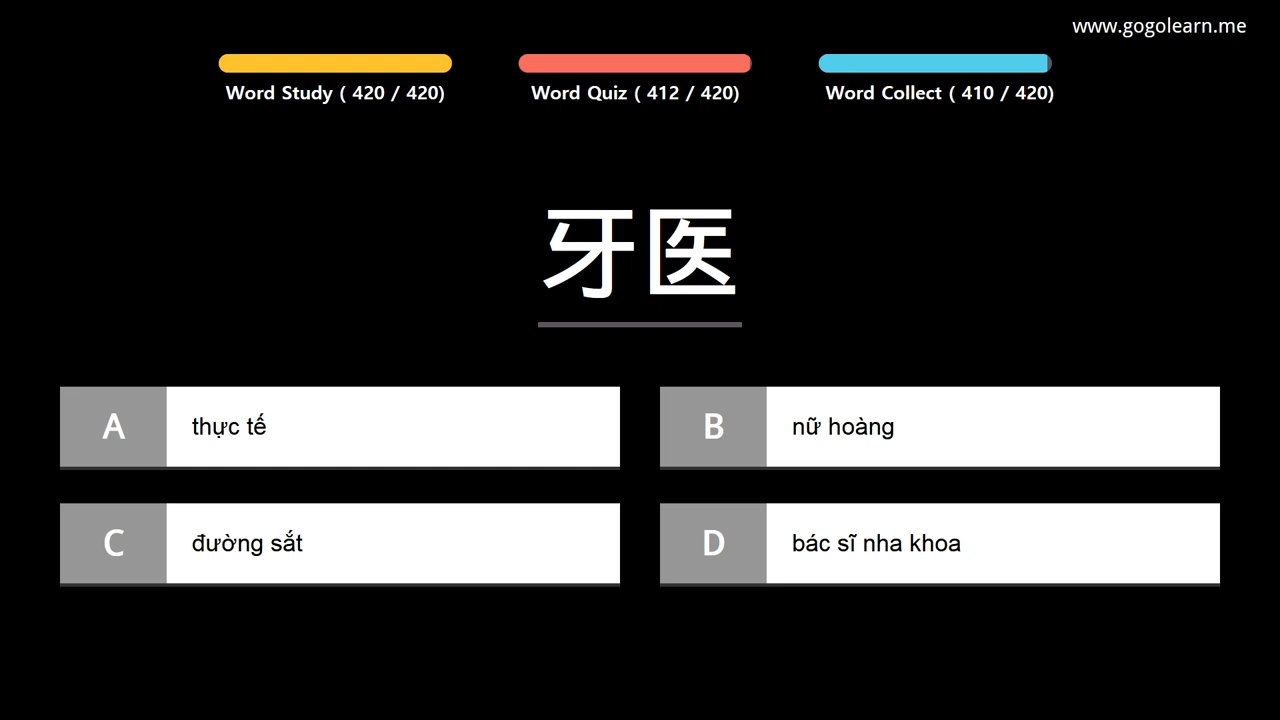 www.gogolearn.me
Word Study ( 420 / 420)
Word Quiz ( 412 / 420)
Word Collect ( 410 / 420)
牙医
A
thực tế
B
nữ hoàng
C
đường sắt
D
bác sĩ nha khoa